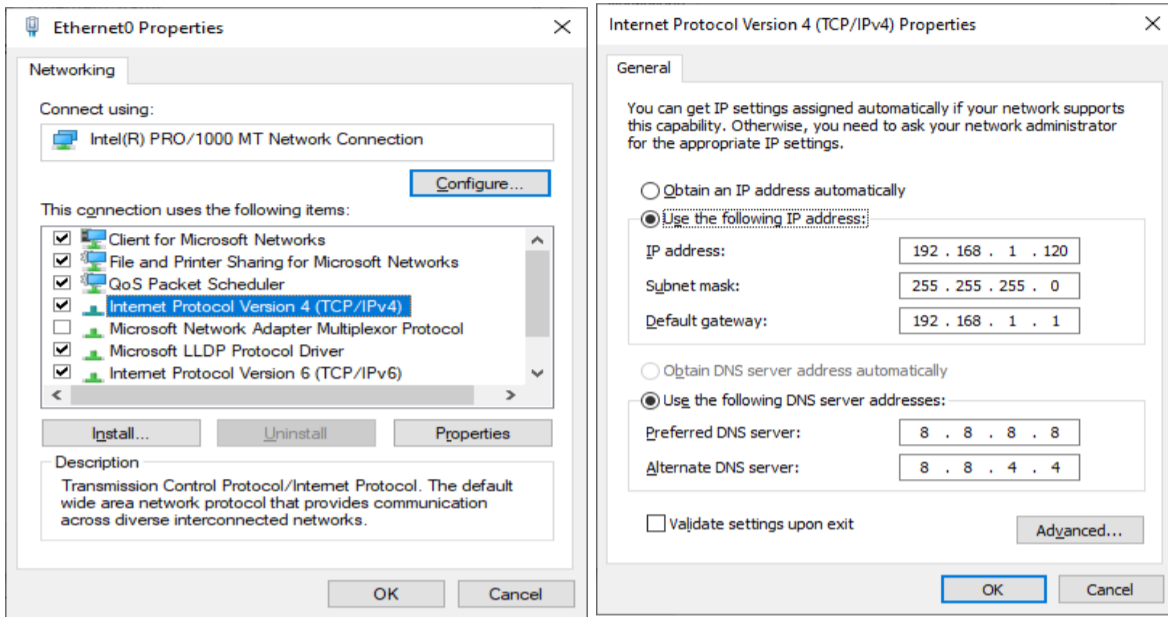 Ethernet0 Properties
Networking
Connect using:
Intel(R) PRO/1000 MT Network Connection
Configure...
This connection uses the following items:
Client for Microsoft Networks
File and Printer Sharing for Microsoft Networks
QoS Packet Scheduler
Internet Protocol Version 4 (TCP/IPv4)
Microsoft Network Adapter Multiplexor Protocol
Microsoft LLDP Protocol Driver
Internet Protocol Version 6 (TCP/IPv6)
Install...
Uninstall
Properties
Description
Transmission Control Protocol/Internet Protocol. The default
wide area network protocol that provides communication
across diverse interconnected networks.
OK
Cancel
Internet Protocol Version 4 (TCP/IPv4) Properties
General
You can get IP settings assigned automatically if your network supports
this capability. Otherwise, you need to ask your network administrator
for the appropriate IP settings.
Obtain an IP address automatically
Use the following IP address:
IP address: 192 . 168 . 1 . 120
Subnet mask: 255 . 255 . 255 . 0
Default gateway: 192 . 168 . 1 . 1
Obtain DNS server address automatically
Use the following DNS server addresses:
Preferred DNS server: 8 . 8 . 8 . 8
Alternate DNS server: 8 . 8 . 4 . 4
Validate settings upon exit
Advanced...
OK
Cancel